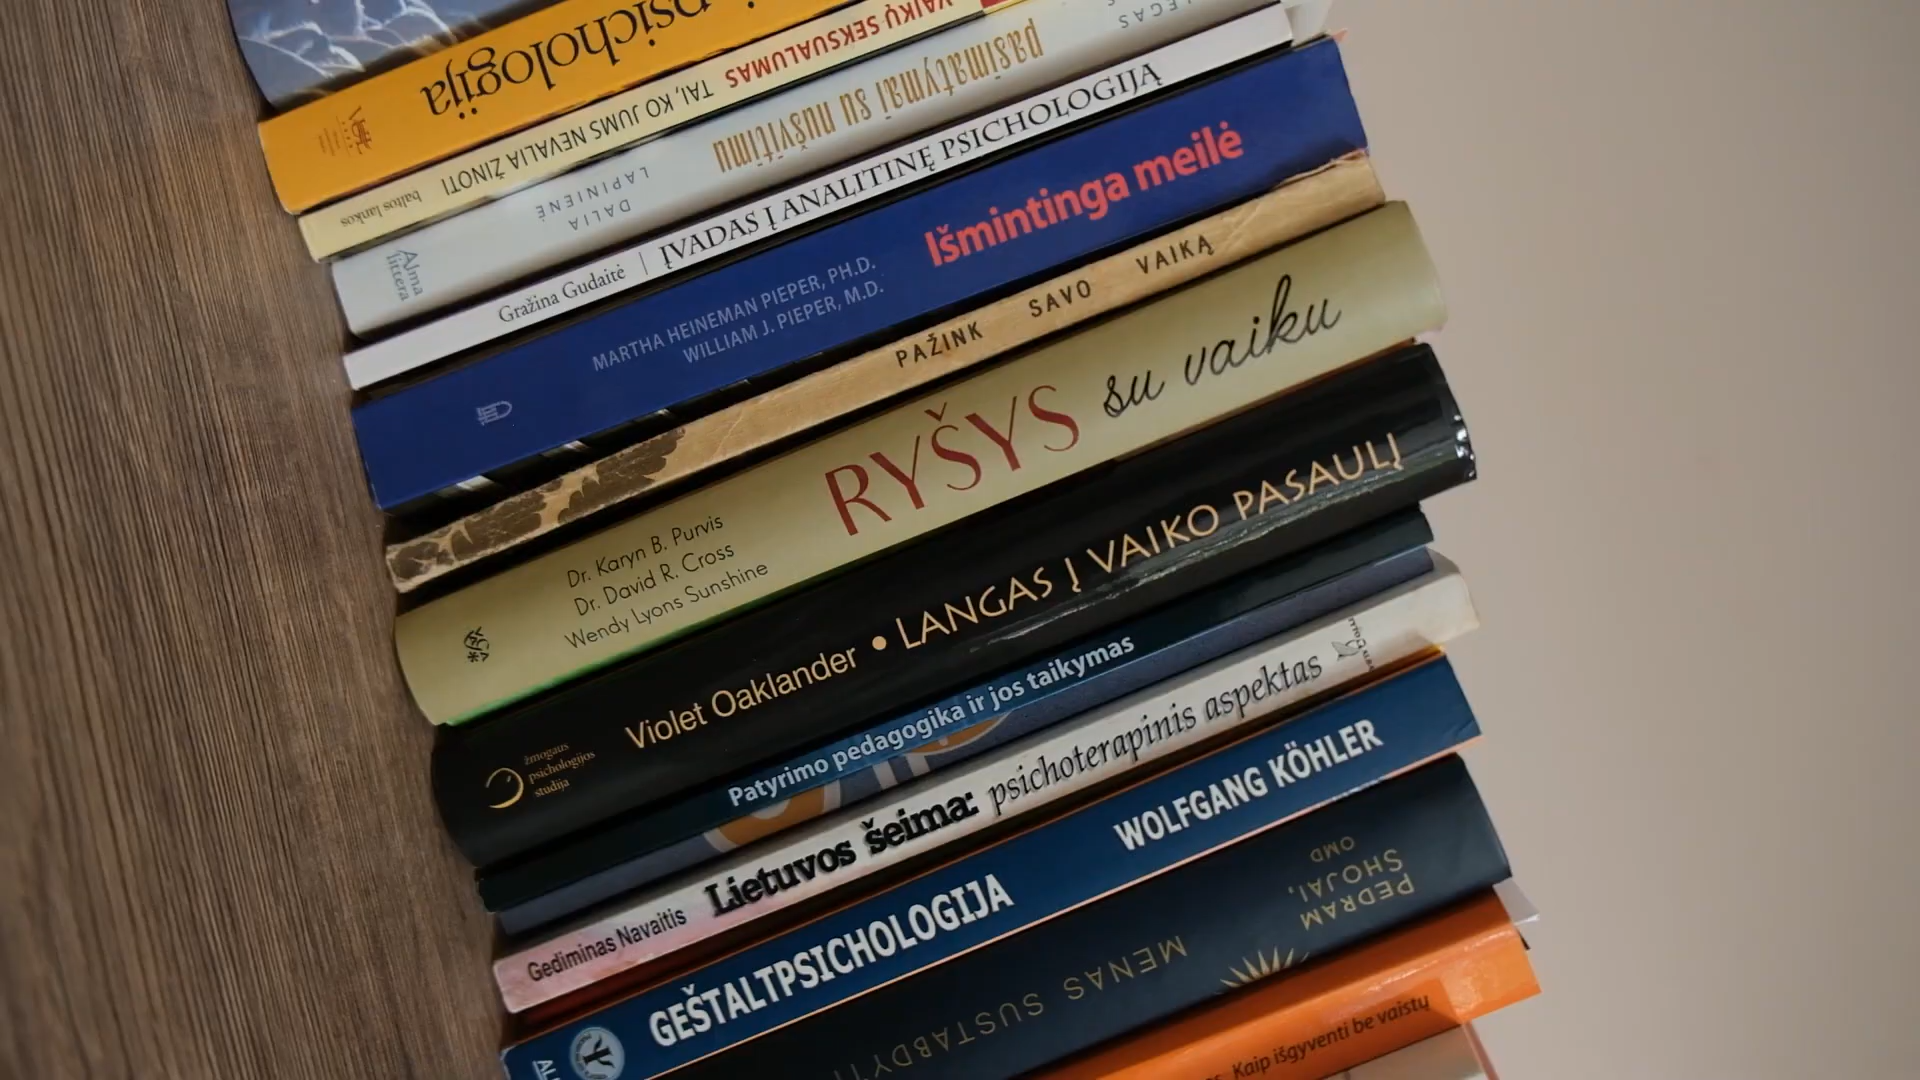 psichologija
baltos lankos
TAI, KO JUMS NEVALIA ŽINOTI
VAIKŲ SEKSUALUMAS
Alma
littera
DALIA
LAPINIENĖ
pasimatymai su nušvitimu
Gražina Gudaitė | ĮVADAS Į ANALITINĘ PSICHOLOGIJĄ
MARTHA HEINEMAN PIEPER, PH.D.
WILLIAM J. PIEPER, M.D.
Išmintinga meilė
PAŽINK SAVO VAIKĄ
Dr. Karyn B. Purvis
Dr. David R. Cross
Wendy Lyons Sunshine
RYŠYS su vaiku
žmogaus
psichologijos
studija
Violet Oaklander • LANGAS Į VAIKO PASAULĮ
Patyrimo pedagogika ir jos taikymas
Gediminas Navaitis
Lietuvos šeima: psichoterapinis aspektas
GEŠTALTPSICHOLOGIJA
WOLFGANG KÖHLER
PEDRAM
SHOJAI,
OMD
MENAS SUSTABDYTI
Kaip išgyventi be vaistų